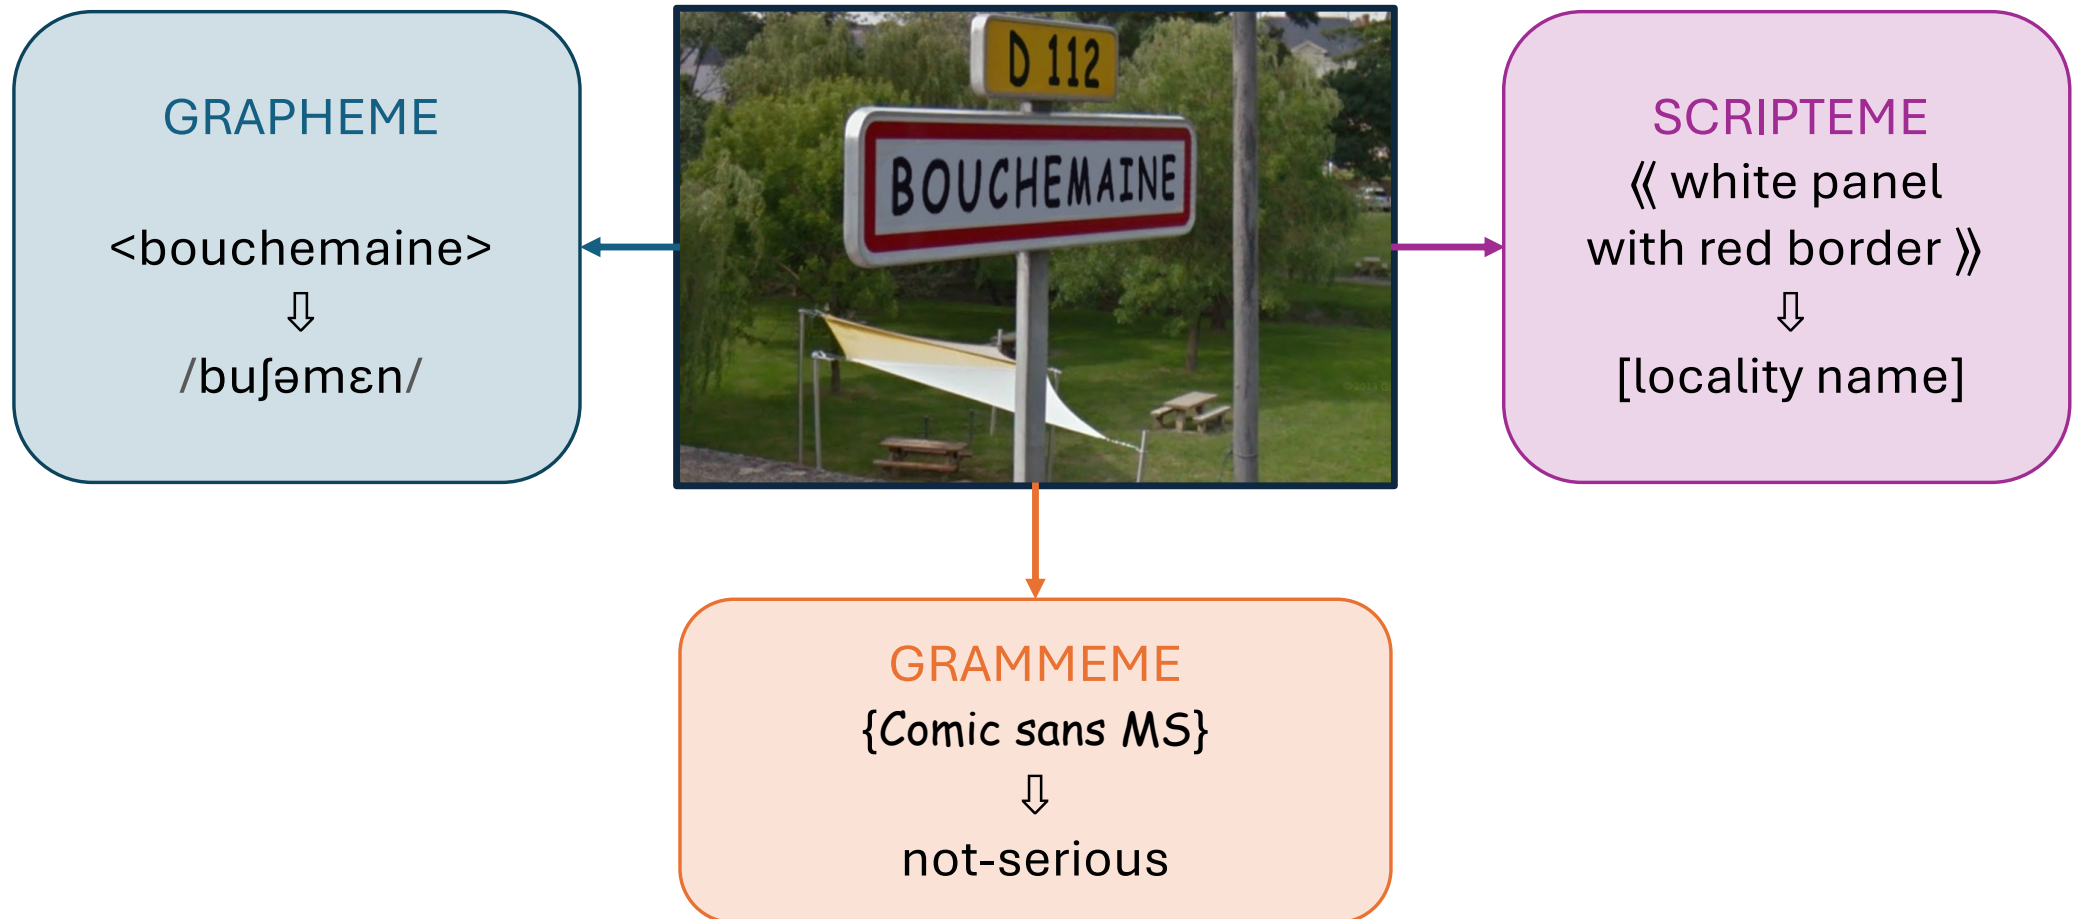 GRAPHEME
<bouchemaine>
⇩
/buʃəmɛn/
D 112
BOUCHEMAINE
SCRIPTEME
⟪ white panel
with red border ⟫
⇩
[locality name]
GRAMMEME
{Comic sans MS}
⇩
not-serious